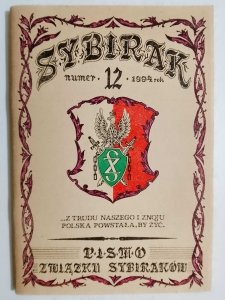 SYBIRAK
numer · 12 · 1994 rok
...Z TRUDU NASZEGO I ZNOJU
POLSKA POWSTAŁA, BY ŻYĆ.
PISMO
ZWIĄZKU SYBIRAKÓW